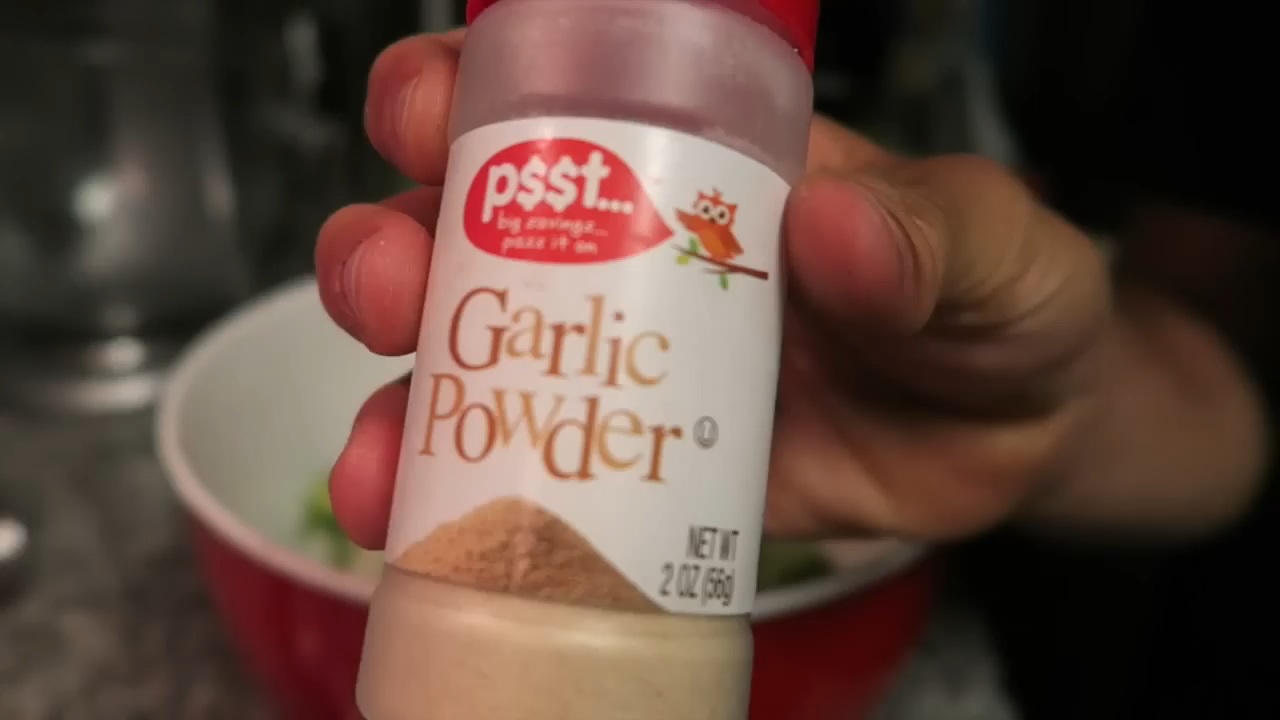 p$$t...
big savings...
pass it on
Garlic
Powder
NET WT
2 OZ (56g)